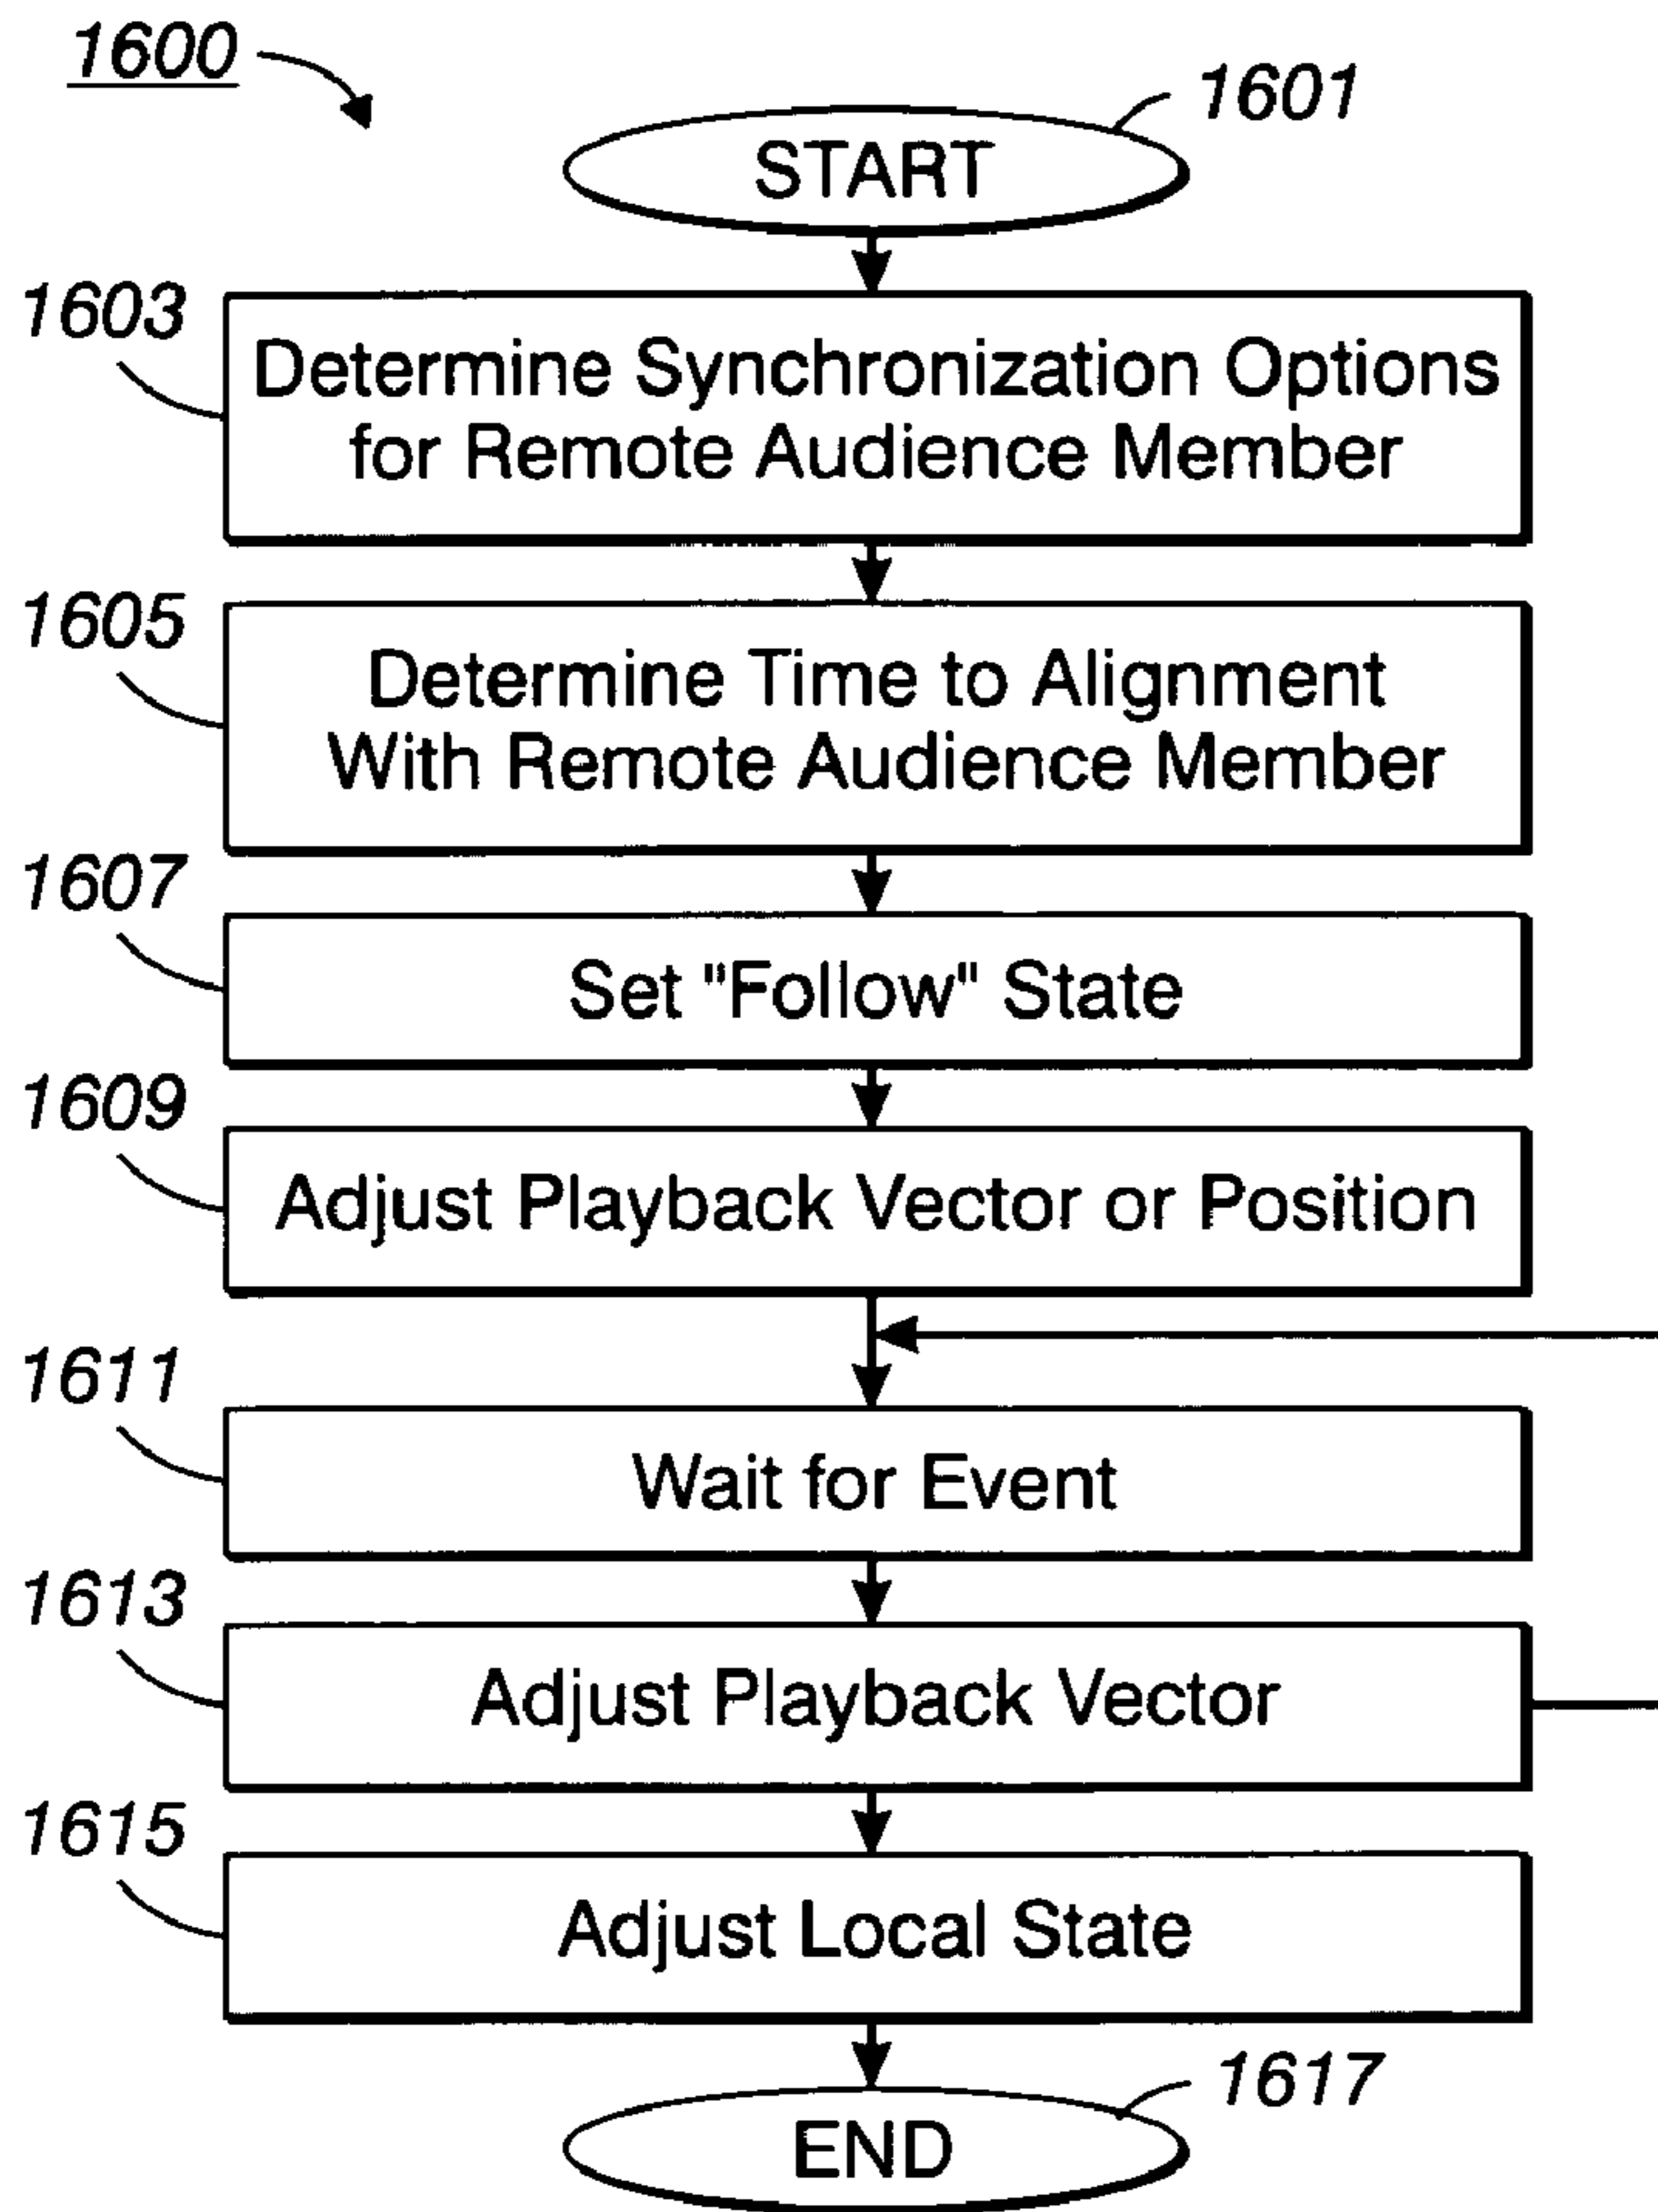 1600
1601
START
1603
Determine Synchronization Options
for Remote Audience Member
1605
Determine Time to Alignment
With Remote Audience Member
1607
Set "Follow" State
1609
Adjust Playback Vector or Position
1611
Wait for Event
1613
Adjust Playback Vector
1615
Adjust Local State
1617
END